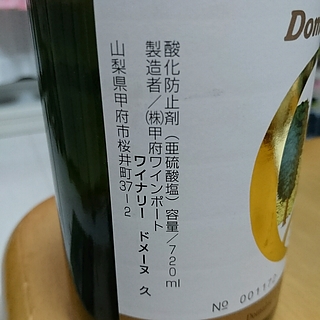 Dom
酸化防止剤(亜硫酸塩)容量/720ml
製造者/(株)甲府ワインポート
ワイナリー ドメーヌ 久
山梨県甲府市桜井町37-2
No 001172